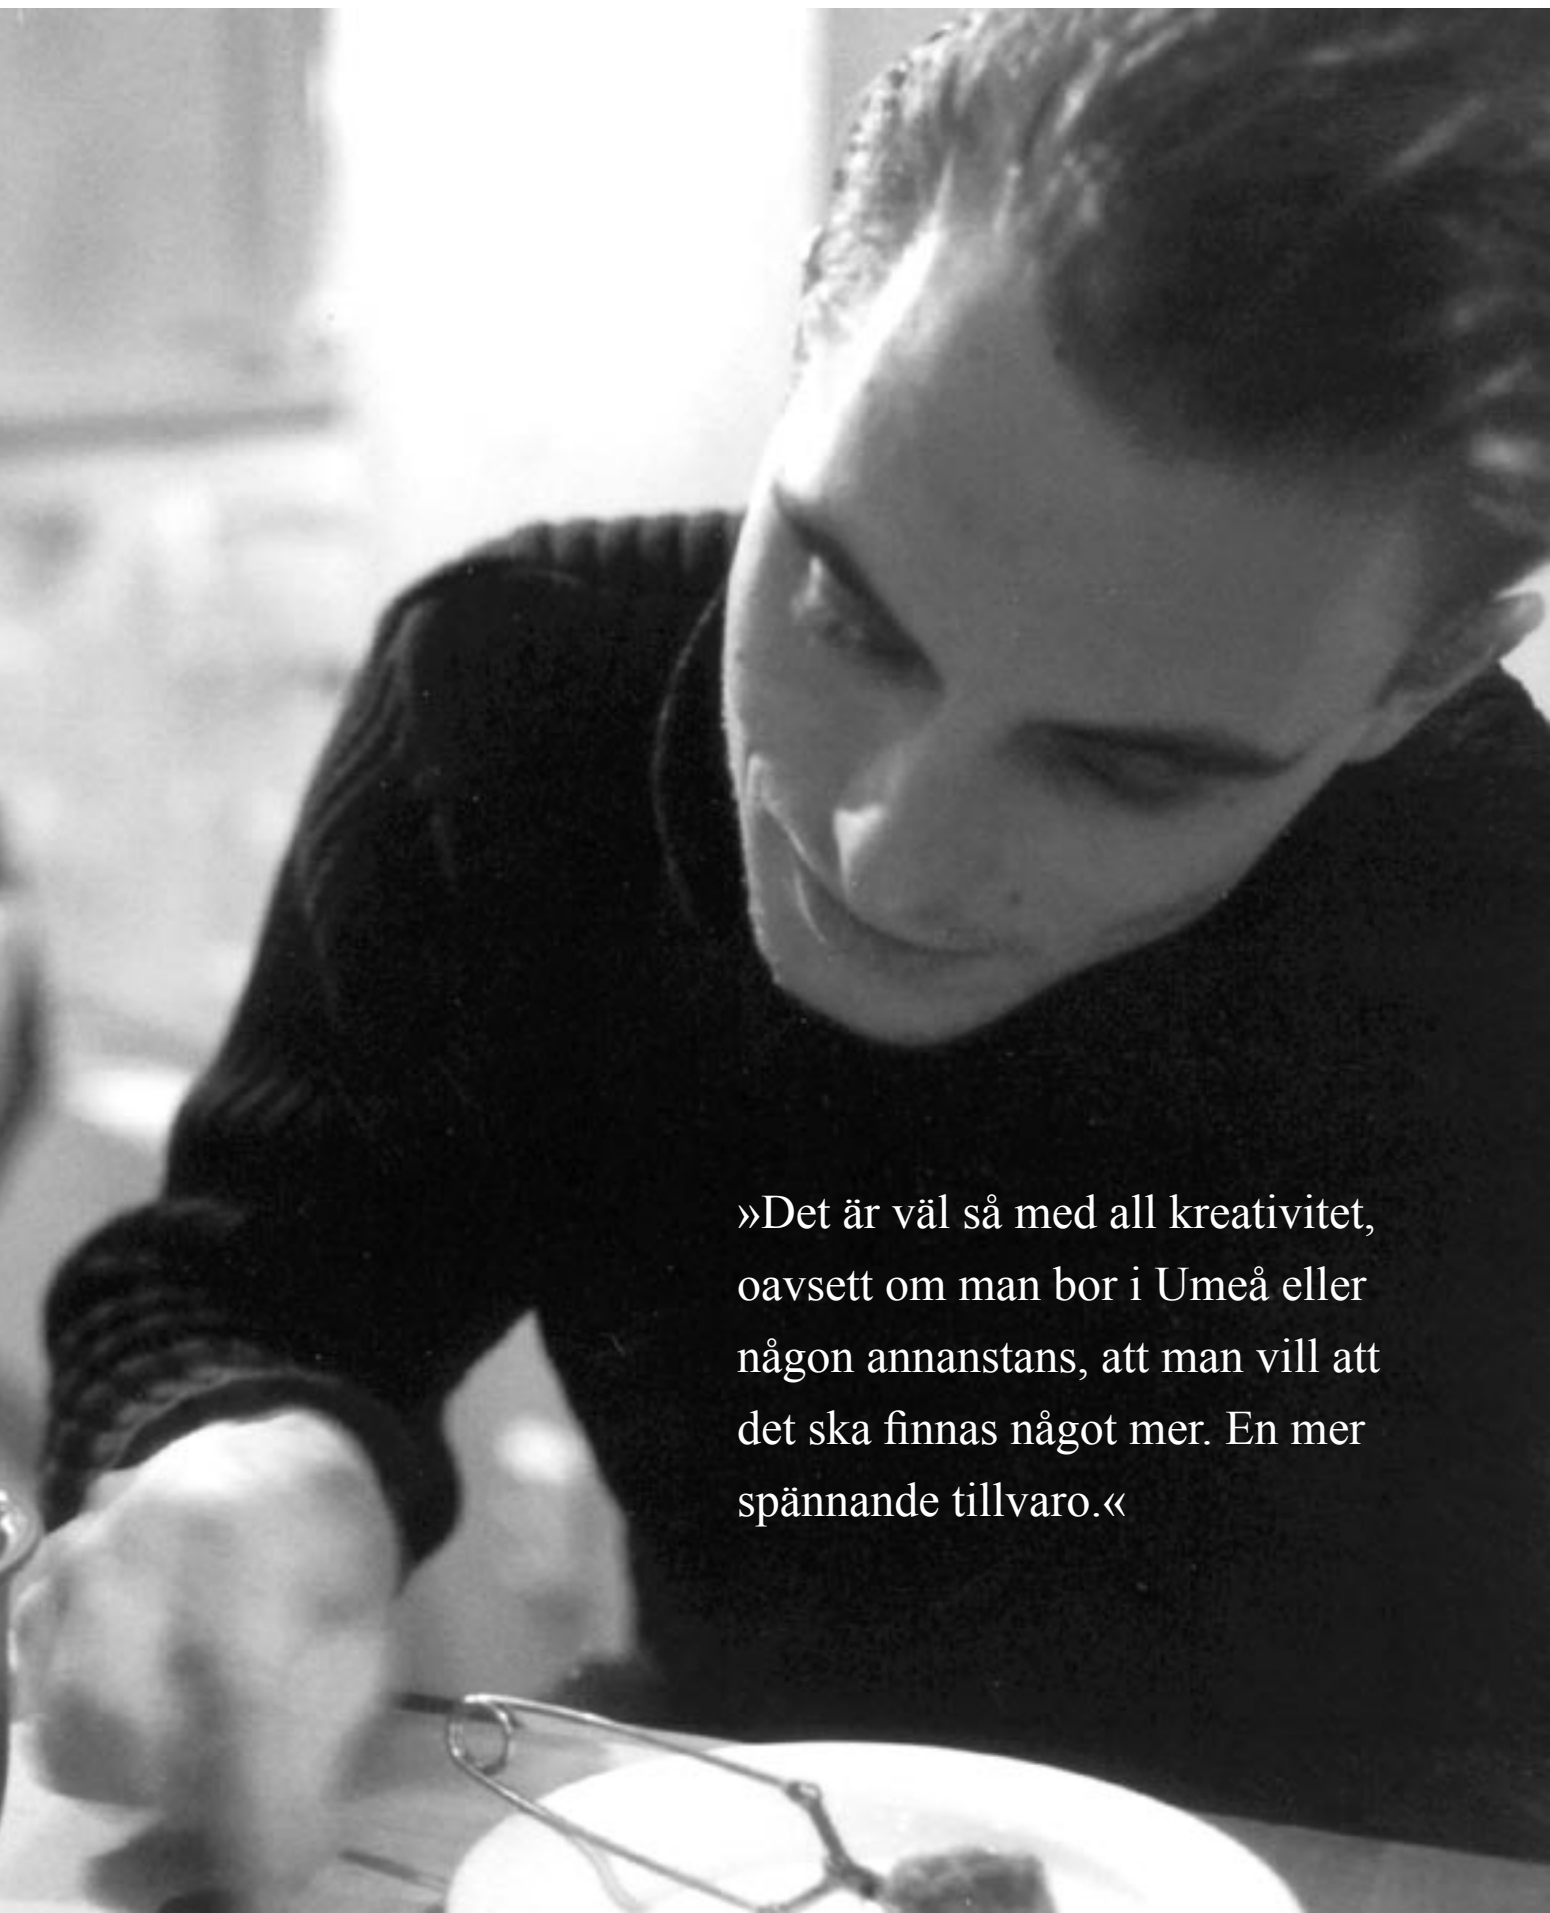 »Det är väl så med all kreativitet,
oavsett om man bor i Umeå eller
någon annanstans, att man vill att
det ska finnas något mer. En mer
spännande tillvaro.«